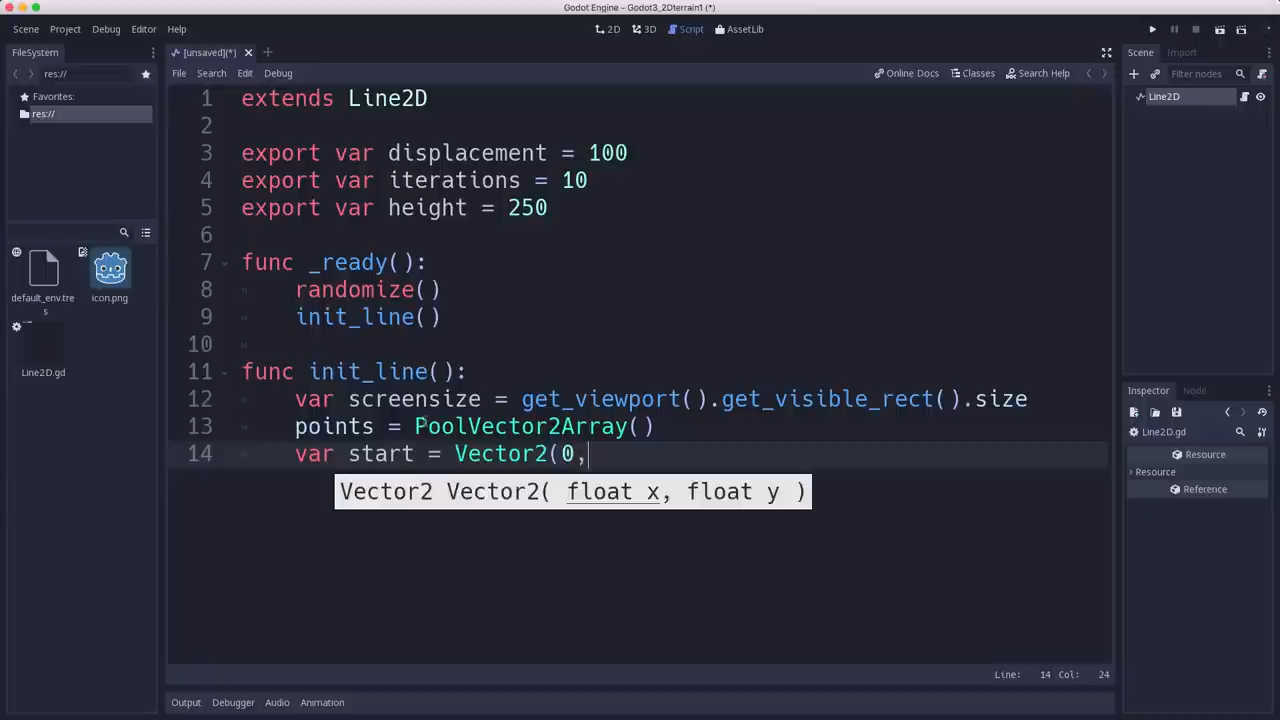 Godot Engine - Godot3_2Dterrain1 (*)
Scene Project Debug Editor Help
2D 3D Script AssetLib
FileSystem
res://
Favorites:
res://
default_env.tre
s
icon.png
Line2D.gd
[unsaved](*)
File Search Edit Debug
Online Docs Classes Search Help
1 extends Line2D
2
3 export var displacement = 100
4 export var iterations = 10
5 export var height = 250
6
7 func _ready():
8 randomize()
9 init_line()
10
11 func init_line():
12 var screensize = get_viewport().get_visible_rect().size
13 points = PoolVector2Array()
14 var start = Vector2(0,
Vector2 Vector2( float x, float y )
Line: 14 Col: 24
Output Debugger Audio Animation
Scene Import
Filter nodes
Line2D
Inspector Node
Line2D.gd
Resource
Resource
Reference